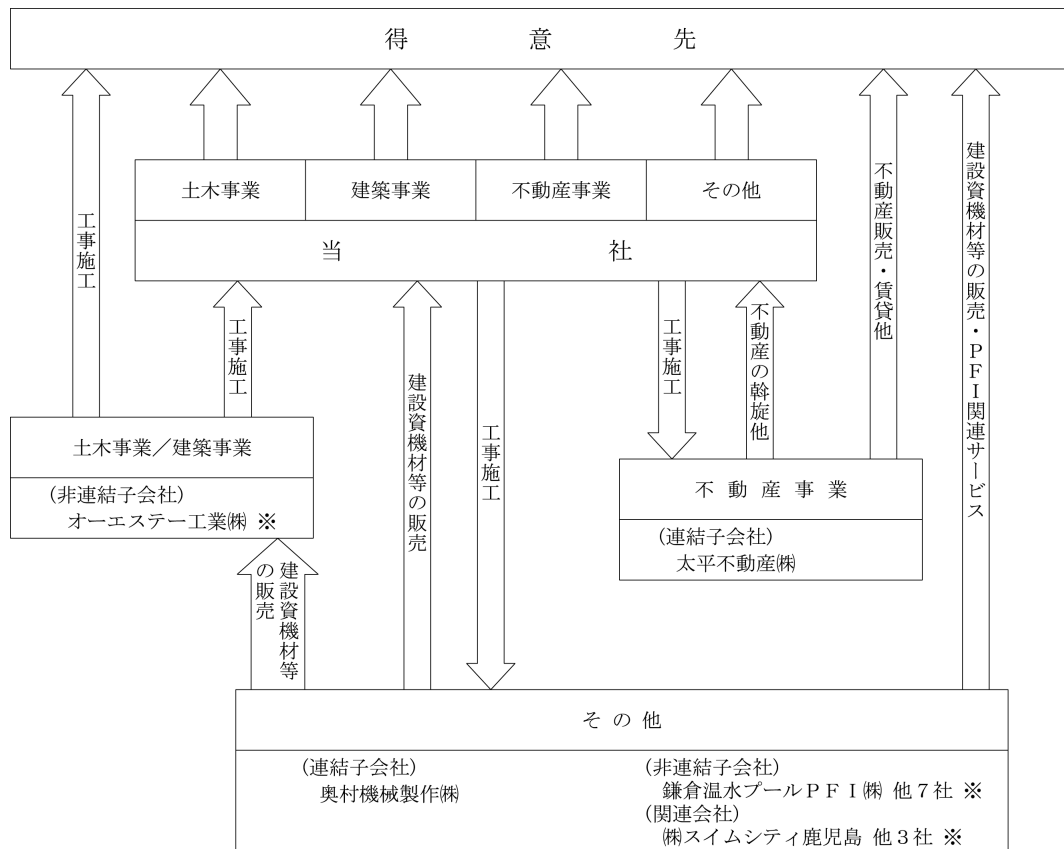 得意先
土木事業
建築事業
不動産事業
その他
当社
工事施工
工事施工
建設資機材等の販売
工事施工
工事施工
不動産の斡旋他
不動産販売・賃貸他
建設資機材等の販売・ＰＦＩ関連サービス
土木事業／建築事業
(非連結子会社)
オーエステー工業㈱ ※
不動産事業
(連結子会社)
太平不動産㈱
建設資機材等
の販売
その他
(連結子会社)
奥村機械製作㈱
(非連結子会社)
鎌倉温水プールＰＦＩ㈱ 他７社 ※
(関連会社)
㈱スイムシティ鹿児島 他３社 ※